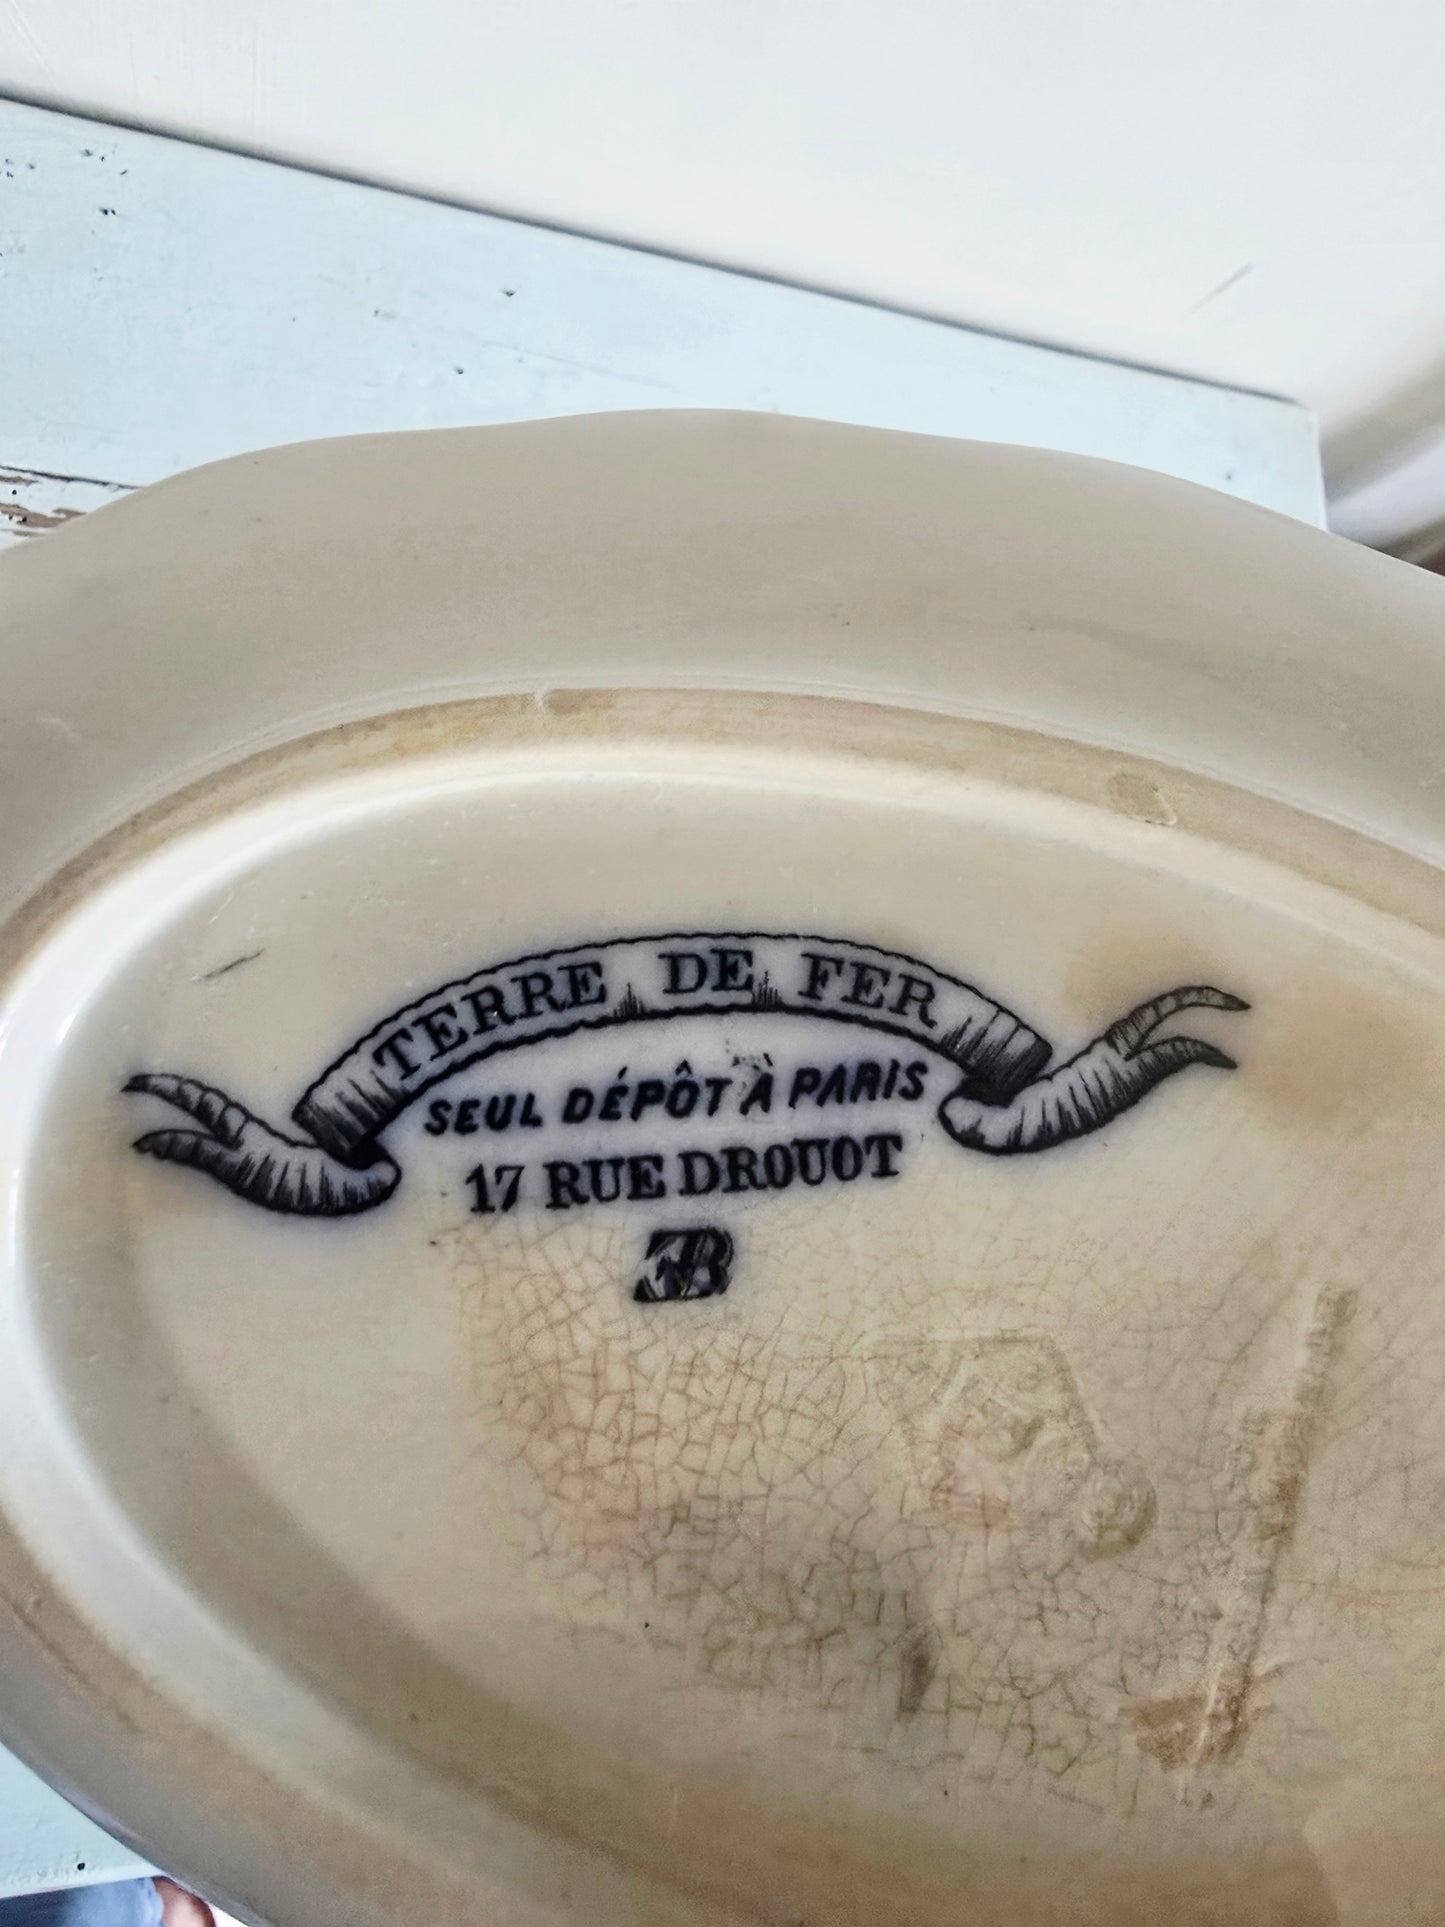 TERRE DE FER
SEUL DÉPÔT À PARIS
17 RUE DROUOT